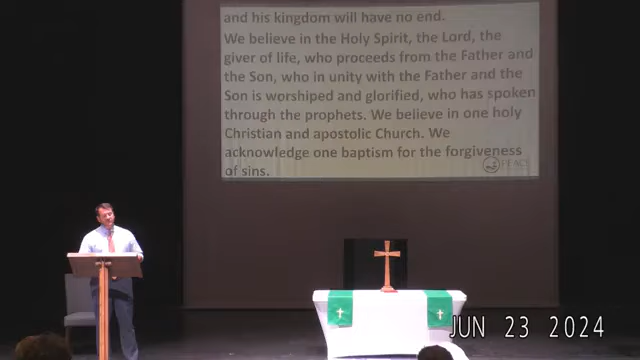 and his kingdom will have no end.
We believe in the Holy Spirit, the Lord, the
giver of life, who proceeds from the Father and
the Son, who in unity with the Father and the
Son is worshiped and glorified, who has spoken
through the prophets. We believe in one holy
Christian and apostolic Church. We
acknowledge one baptism for the forgiveness
of sins.
PEACE
JUN 23 2024